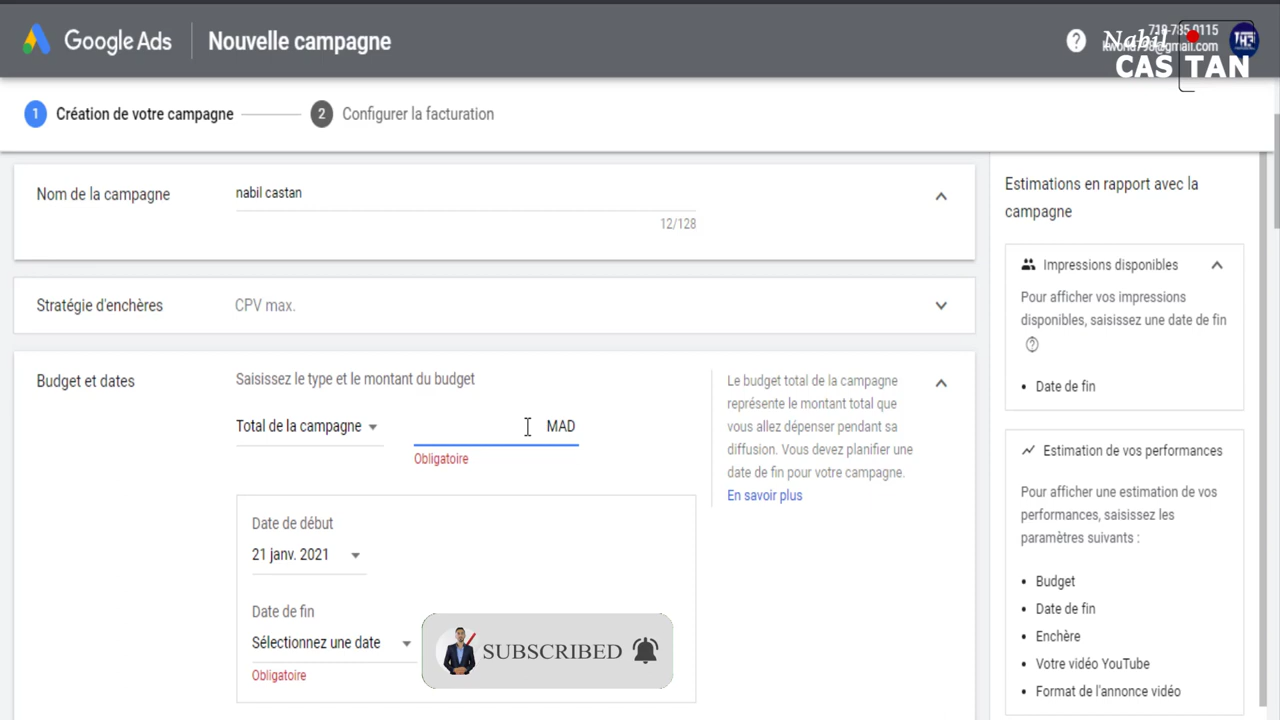 Google Ads
Nouvelle campagne
Nabil
CAS TAN
1 Création de votre campagne
2 Configurer la facturation
Nom de la campagne
nabil castan
12/128
Stratégie d'enchères
CPV max.
Budget et dates
Saisissez le type et le montant du budget
Total de la campagne
MAD
Obligatoire
Le budget total de la campagne
représente le montant total que
vous allez dépenser pendant sa
diffusion. Vous devez planifier une
date de fin pour votre campagne.
En savoir plus
Date de début
21 janv. 2021
Date de fin
Sélectionnez une date
Obligatoire
SUBSCRIBED
Estimations en rapport avec la
campagne
Impressions disponibles
Pour afficher vos impressions
disponibles, saisissez une date de fin
• Date de fin
Estimation de vos performances
Pour afficher une estimation de vos
performances, saisissez les
paramètres suivants :
• Budget
• Date de fin
• Enchère
• Votre vidéo YouTube
• Format de l'annonce vidéo